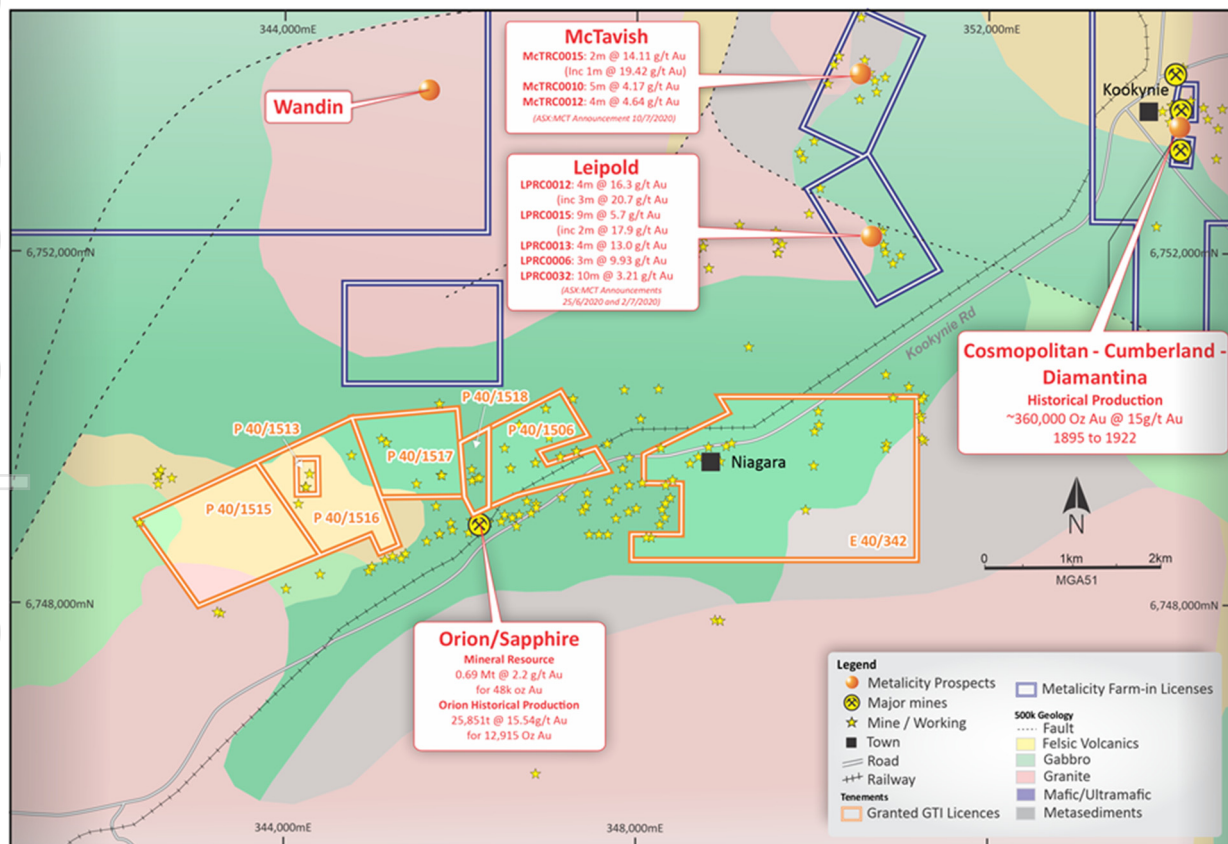 344,000mE
352,000mE
McTavish
McTRC0015: 2m @ 14.11 g/t Au
(Inc 1m @ 19.42 g/t Au)
McTRC0010: 5m @ 4.17 g/t Au
McTRC0012: 4m @ 4.64 g/t Au
(ASX:MCT Announcement 10/7/2020)
Wandin
Kookynie
Leipold
LPRC0012: 4m @ 16.3 g/t Au
(inc 3m @ 20.7 g/t Au
LPRC0015: 9m @ 5.7 g/t Au
(inc 2m @ 17.9 g/t Au
LPRC0013: 4m @ 13.0 g/t Au
LPRC0006: 3m @ 9.93 g/t Au
LPRC0032: 10m @ 3.21 g/t Au
(ASX:MCT Announcements
25/6/2020 and 2/7/2020)
6,752,000mN
6,752,000mN
Kookynie Rd
Cosmopolitan - Cumberland -
Diamantina
Historical Production
~360,000 Oz Au @ 15g/t Au
1895 to 1922
P 40/1518
P 40/1513
P 40/1506
P 40/1517
Niagara
P 40/1515
P 40/1516
E 40/342
N
0 1km 2km
MGA51
6,748,000mN
6,748,000mN
Orion/Sapphire
Mineral Resource
0.69 Mt @ 2.2 g/t Au
for 48k oz Au
Orion Historical Production
25,851t @ 15.54g/t Au
for 12,915 Oz Au
Legend
Metalicity Prospects
Major mines
Mine / Working
Town
Road
Railway
Tenements
Granted GTI Licences
Metalicity Farm-in Licenses
500k Geology
Fault
Felsic Volcanics
Gabbro
Granite
Mafic/Ultramafic
Metasediments
344,000mE
348,000mE